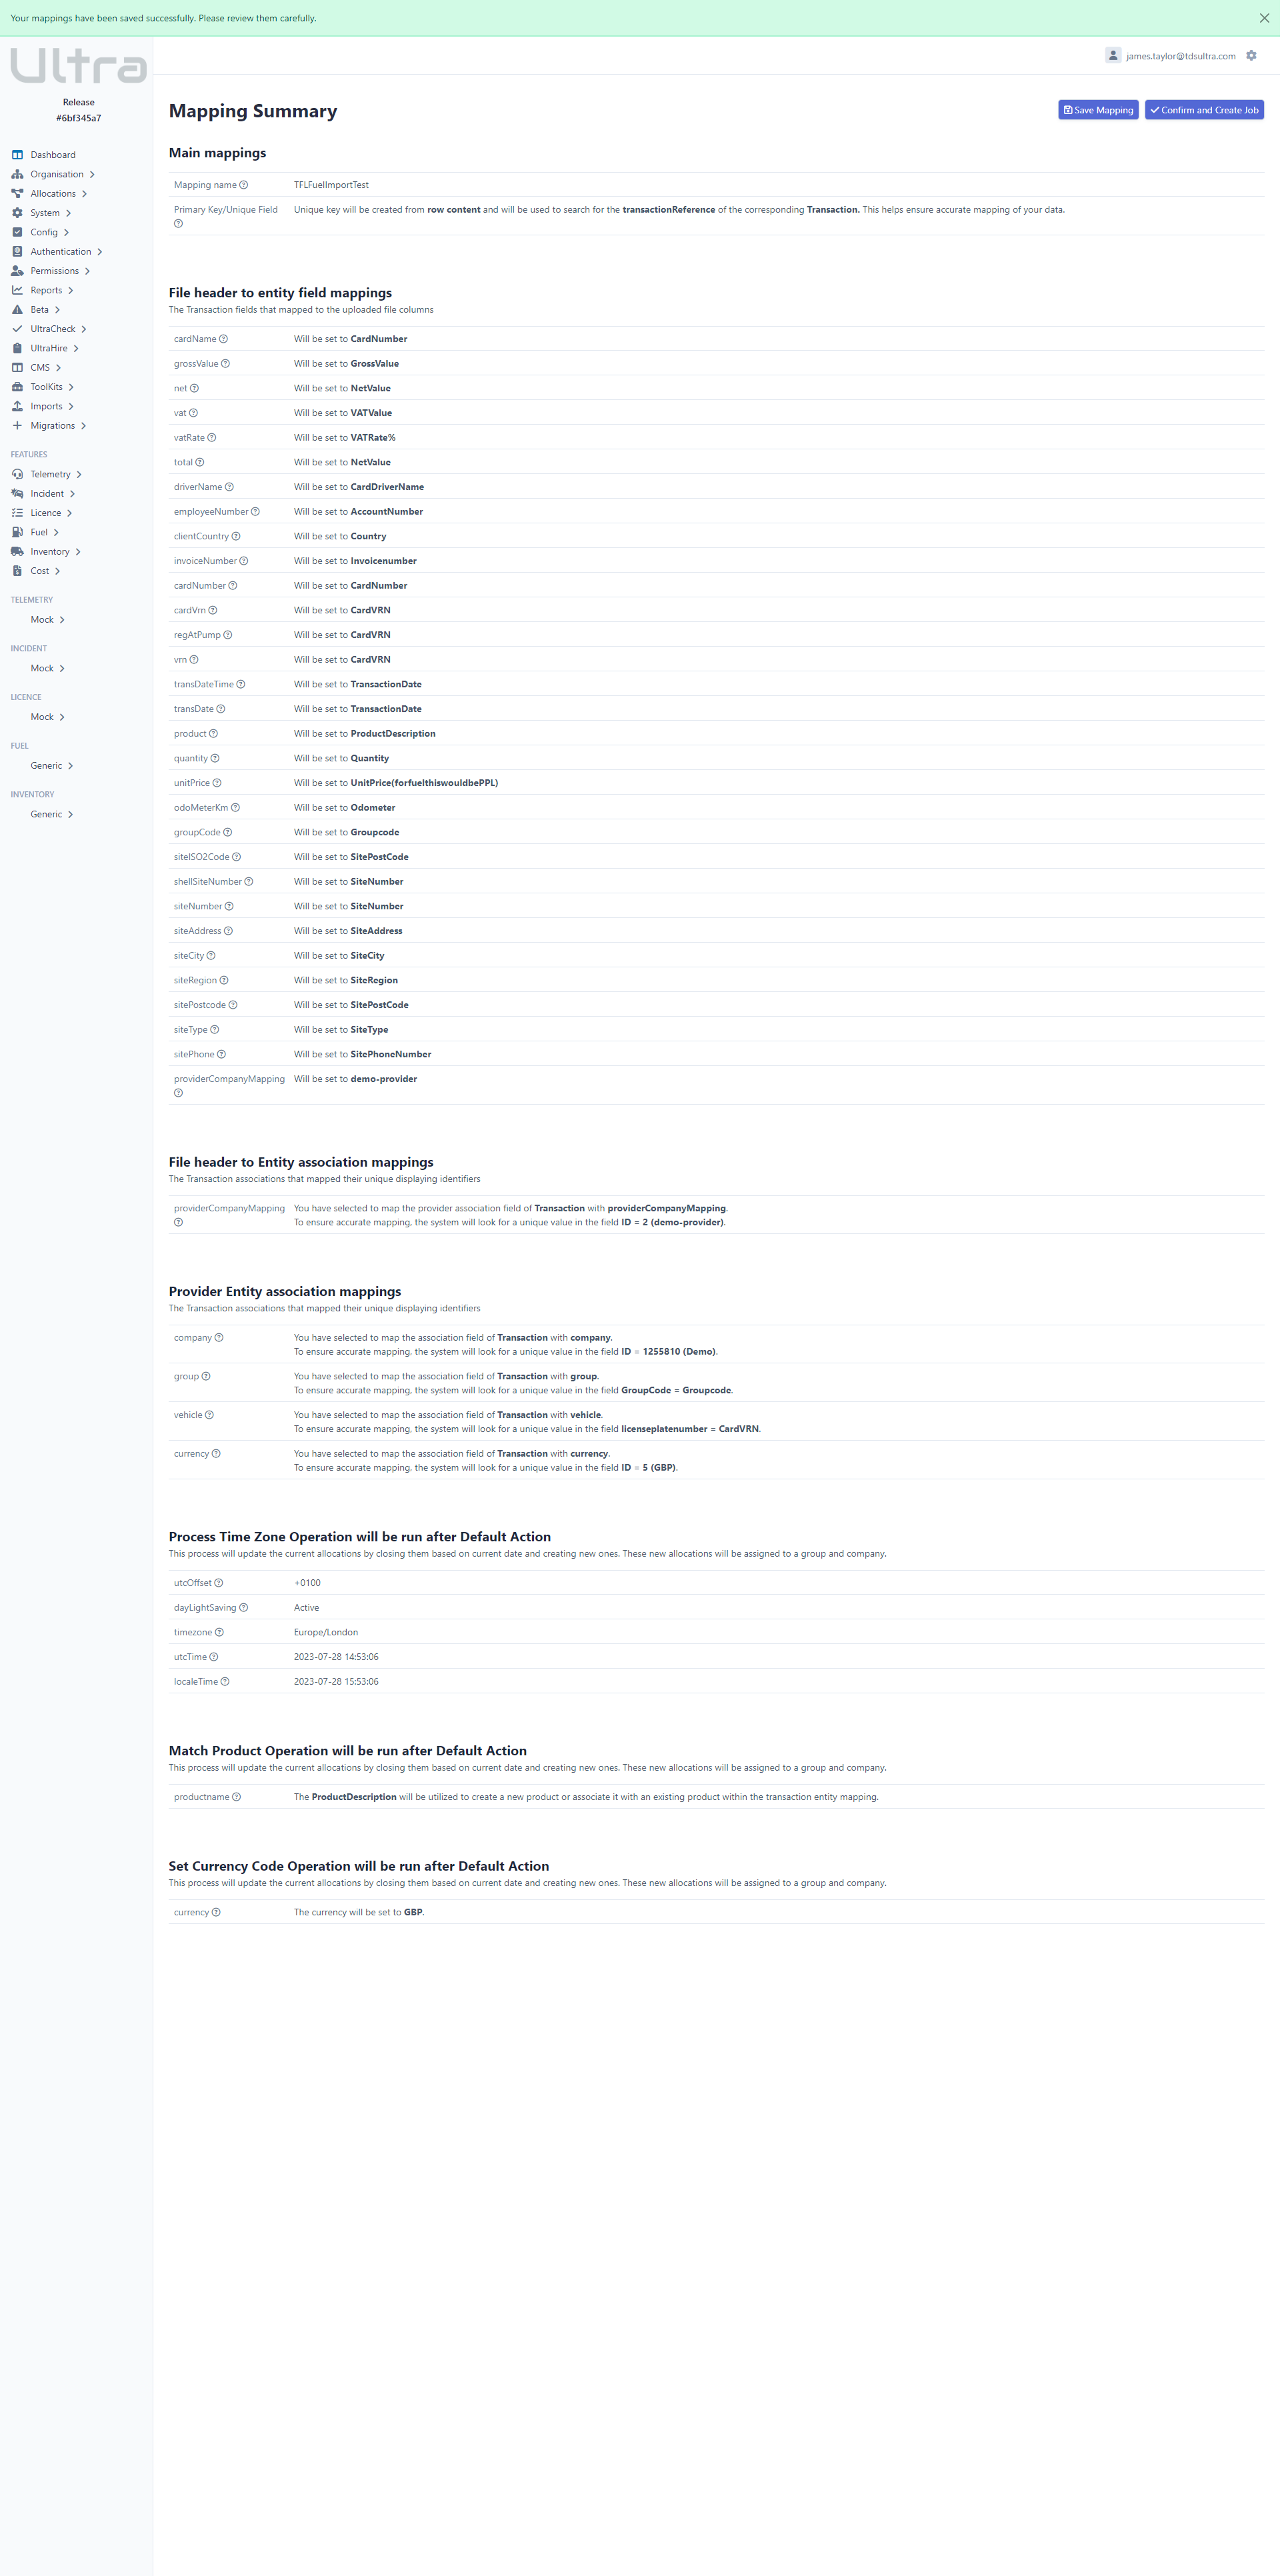 Your mappings have been saved successfully. Please review them carefully.
Ultra
james.taylor@tdsultra.com
Release
#6bf345a7
Dashboard
Organisation
Allocations
System
Config
Authentication
Permissions
Reports
Beta
UltraCheck
UltraHire
CMS
ToolKits
Imports
Migrations
FEATURES
Telemetry
Incident
Licence
Fuel
Inventory
Cost
TELEMETRY
Mock
INCIDENT
Mock
LICENCE
Mock
FUEL
Generic
INVENTORY
Generic
Mapping Summary
Save Mapping
Confirm and Create Job
Main mappings
Mapping name TFLFuelImportTest
Primary Key/Unique Field Unique key will be created from row content and will be used to search for the transactionReference of the corresponding Transaction. This helps ensure accurate mapping of your data.
File header to entity field mappings
The Transaction fields that mapped to the uploaded file columns
cardName Will be set to CardNumber
grossValue Will be set to GrossValue
net Will be set to NetValue
vat Will be set to VATValue
vatRate Will be set to VATRate%
total Will be set to NetValue
driverName Will be set to CardDriverName
employeeNumber Will be set to AccountNumber
clientCountry Will be set to Country
invoiceNumber Will be set to Invoicenumber
cardNumber Will be set to CardNumber
cardVrn Will be set to CardVRN
regAtPump Will be set to CardVRN
vrn Will be set to CardVRN
transDateTime Will be set to TransactionDate
transDate Will be set to TransactionDate
product Will be set to ProductDescription
quantity Will be set to Quantity
unitPrice Will be set to UnitPrice(forfuelthiswouldbePPL)
odoMeterKm Will be set to Odometer
groupCode Will be set to Groupcode
siteISO2Code Will be set to SitePostCode
shellSiteNumber Will be set to SiteNumber
siteNumber Will be set to SiteNumber
siteAddress Will be set to SiteAddress
siteCity Will be set to SiteCity
siteRegion Will be set to SiteRegion
sitePostcode Will be set to SitePostCode
siteType Will be set to SiteType
sitePhone Will be set to SitePhoneNumber
providerCompanyMapping Will be set to demo-provider
File header to Entity association mappings
The Transaction associations that mapped their unique displaying identifiers
providerCompanyMapping You have selected to map the provider association field of Transaction with providerCompanyMapping.
To ensure accurate mapping, the system will look for a unique value in the field ID = 2 (demo-provider).
Provider Entity association mappings
The Transaction associations that mapped their unique displaying identifiers
company You have selected to map the association field of Transaction with company.
To ensure accurate mapping, the system will look for a unique value in the field ID = 1255810 (Demo).
group You have selected to map the association field of Transaction with group.
To ensure accurate mapping, the system will look for a unique value in the field GroupCode = Groupcode.
vehicle You have selected to map the association field of Transaction with vehicle.
To ensure accurate mapping, the system will look for a unique value in the field licenseplatenumber = CardVRN.
currency You have selected to map the association field of Transaction with currency.
To ensure accurate mapping, the system will look for a unique value in the field ID = 5 (GBP).
Process Time Zone Operation will be run after Default Action
This process will update the current allocations by closing them based on current date and creating new ones. These new allocations will be assigned to a group and company.
utcOffset +0100
dayLightSaving Active
timezone Europe/London
utcTime 2023-07-28 14:53:06
localeTime 2023-07-28 15:53:06
Match Product Operation will be run after Default Action
This process will update the current allocations by closing them based on current date and creating new ones. These new allocations will be assigned to a group and company.
productname The ProductDescription will be utilized to create a new product or associate it with an existing product within the transaction entity mapping.
Set Currency Code Operation will be run after Default Action
This process will update the current allocations by closing them based on current date and creating new ones. These new allocations will be assigned to a group and company.
currency The currency will be set to GBP.